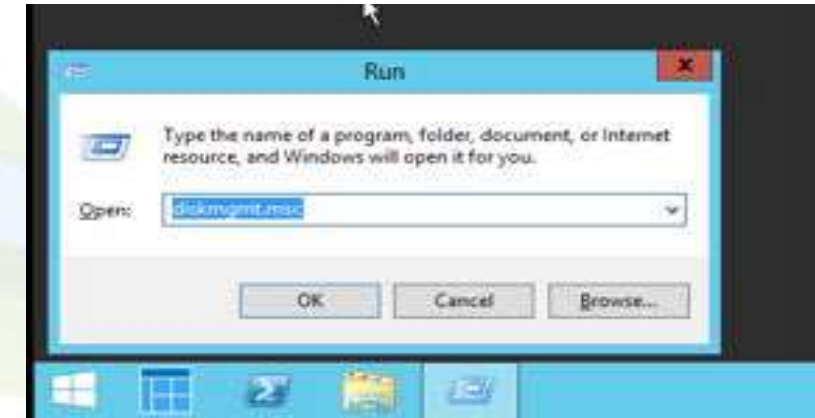 Run
Type the name of a program, folder, document, or Internet
resource, and Windows will open it for you.
Open:
diskmgmt.msc
OK
Cancel
Browse...